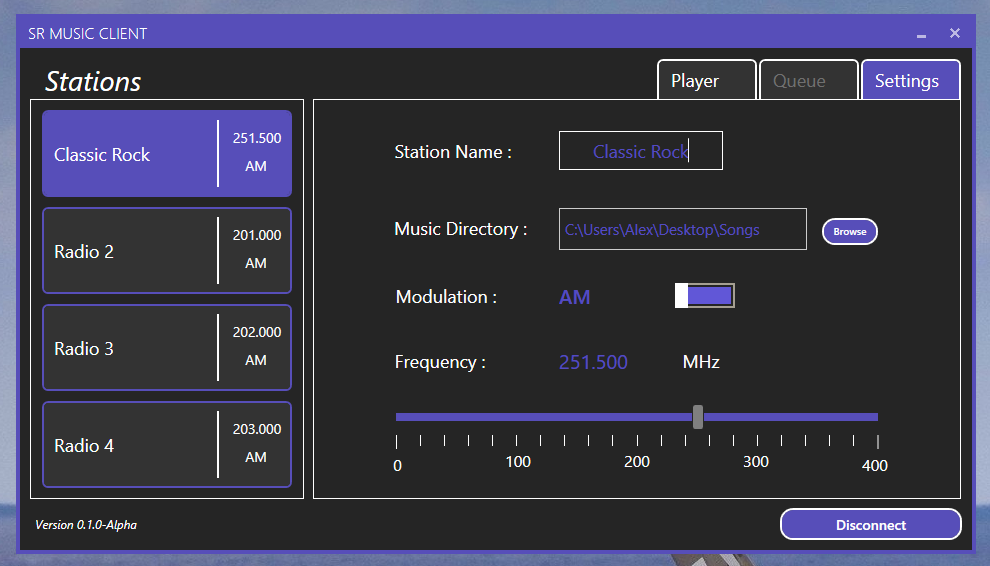 SR MUSIC CLIENT
Stations
Player
Queue
Settings
Classic Rock
251.500
AM
Radio 2
201.000
AM
Radio 3
202.000
AM
Radio 4
203.000
AM
Station Name :
Classic Rock
Music Directory :
C:\Users\Alex\Desktop\Songs
Browse
Modulation :
AM
Frequency :
251.500
MHz
0
100
200
300
400
Version 0.1.0-Alpha
Disconnect